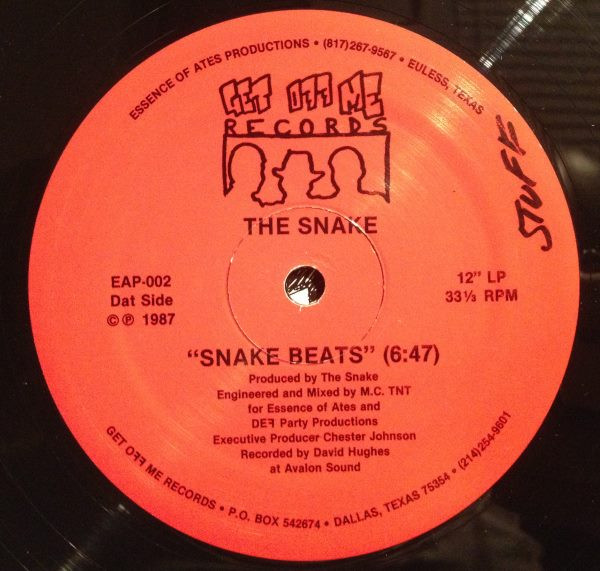 ESSENCE OF ATES PRODUCTIONS • (817)267-9567 • EULESS, TEXAS
GET OFF ME
RECORDS
THE SNAKE
STUFF
EAP-002
Dat Side
© ℗ 1987
12" LP
33⅓ RPM
"SNAKE BEATS" (6:47)
Produced by The Snake
Engineered and Mixed by M.C. TNT
for Essence of Ates and
DEF Party Productions
Executive Producer Chester Johnson
Recorded by David Hughes
at Avalon Sound
GET OFF ME RECORDS • P.O. BOX 542674 • DALLAS, TEXAS 75354 • (214)254-9601